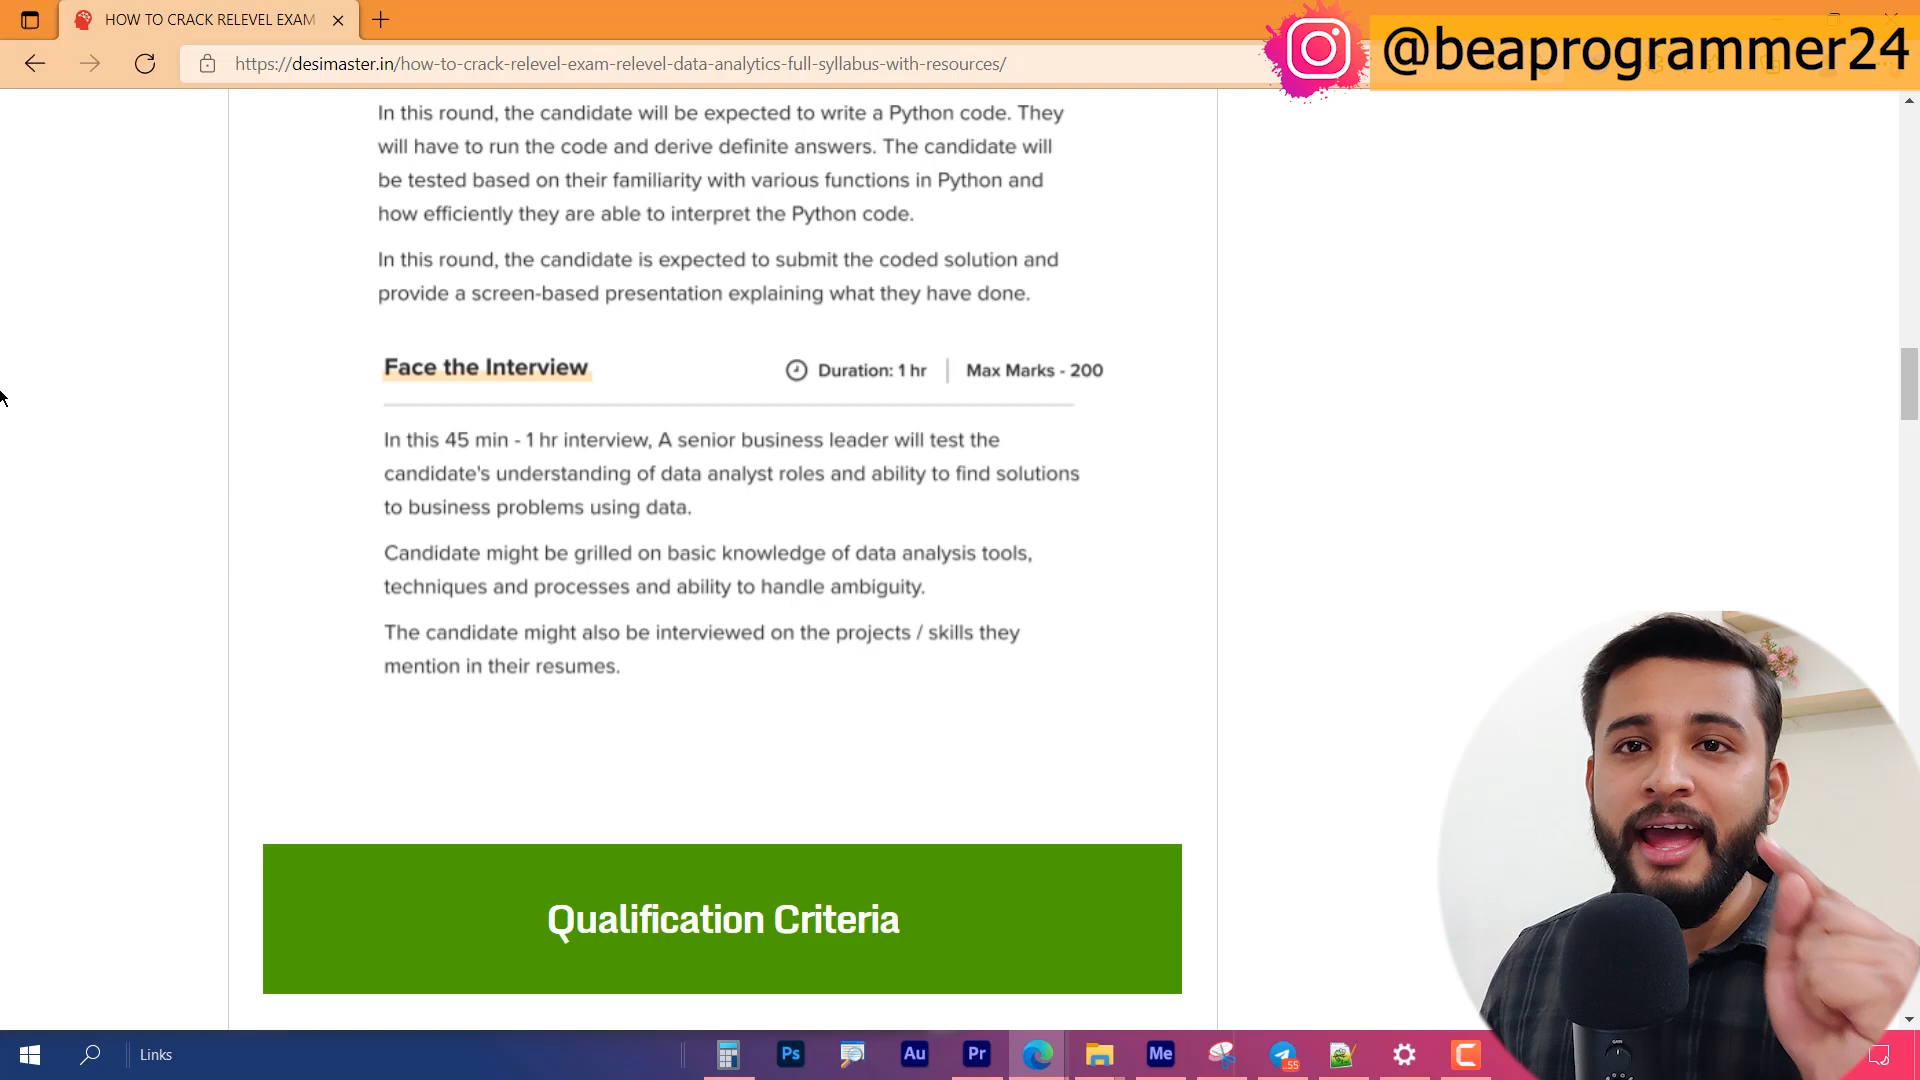 HOW TO CRACK RELEVEL EXAM
@beaprogrammer24
https://desimaster.in/how-to-crack-relevel-exam-relevel-data-analytics-full-syllabus-with-resources/
In this round, the candidate will be expected to write a Python code. They
will have to run the code and derive definite answers. The candidate will
be tested based on their familiarity with various functions in Python and
how efficiently they are able to interpret the Python code.
In this round, the candidate is expected to submit the coded solution and
provide a screen-based presentation explaining what they have done.
Face the Interview
Duration: 1 hr
Max Marks - 200
In this 45 min - 1 hr interview, A senior business leader will test the
candidate's understanding of data analyst roles and ability to find solutions
to business problems using data.
Candidate might be grilled on basic knowledge of data analysis tools,
techniques and processes and ability to handle ambiguity.
The candidate might also be interviewed on the projects / skills they
mention in their resumes.
Qualification Criteria
Links
Ps
Au
Pr
Me
55
GAIN